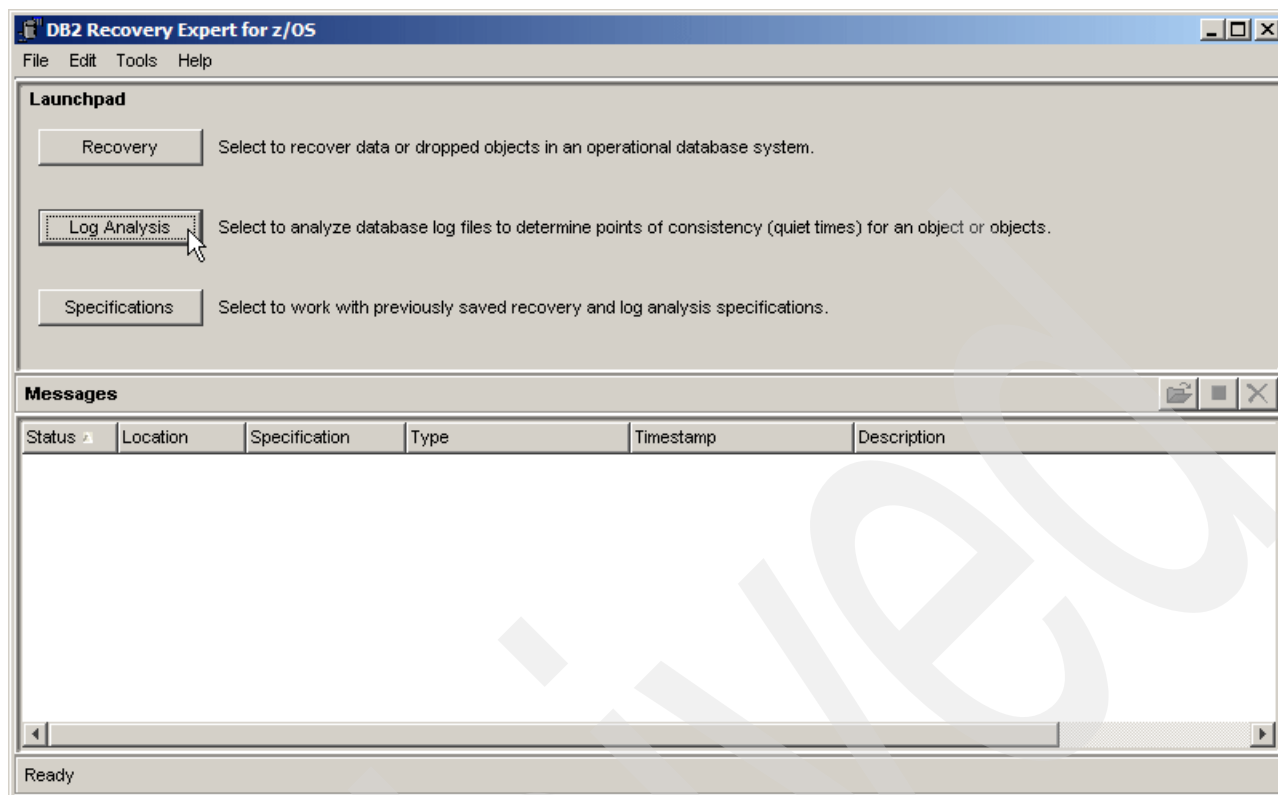 DB2 Recovery Expert for z/OS
File Edit Tools Help
Launchpad
Recovery Select to recover data or dropped objects in an operational database system.
Log Analysis Select to analyze database log files to determine points of consistency (quiet times) for an object or objects.
Specifications Select to work with previously saved recovery and log analysis specifications.
Messages
Status Location Specification Type Timestamp Description
Ready